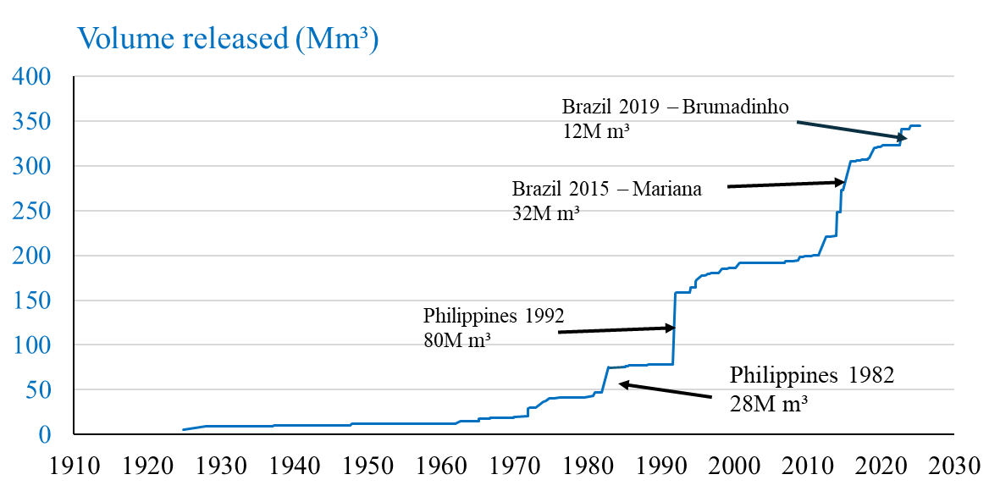 Volume released (Mm³)
400
350
300
250
200
150
100
50
0
Brazil 2019 – Brumadinho
12M m³
Brazil 2015 – Mariana
32M m³
Philippines 1992
80M m³
Philippines 1982
28M m³
1910 1920 1930 1940 1950 1960 1970 1980 1990 2000 2010 2020 2030